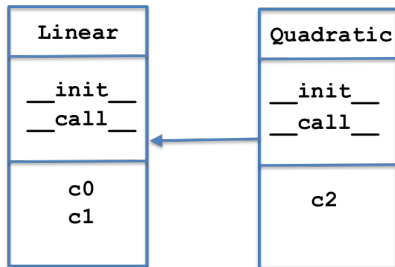 Linear
__init__
__call__
c0
c1
Quadratic
__init__
__call__
c2